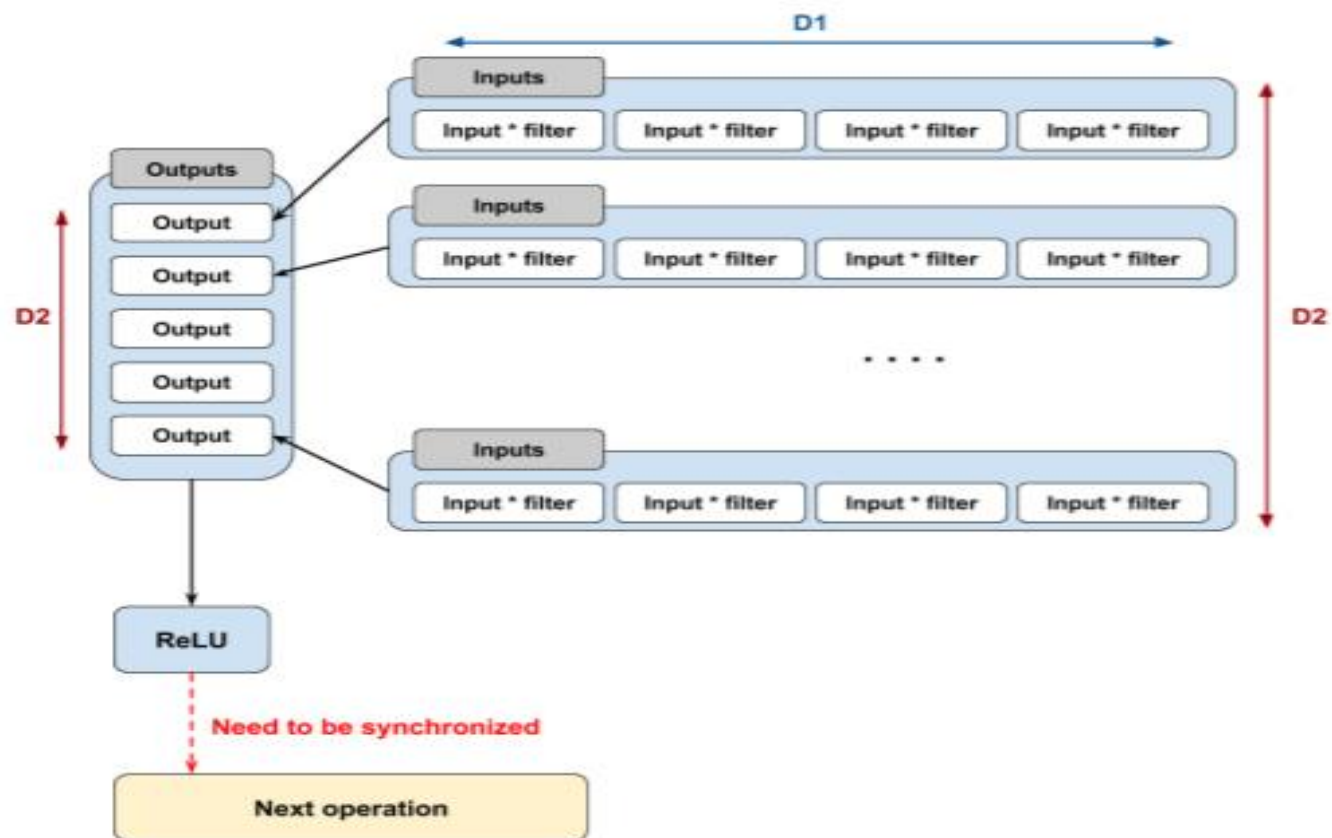 D1
Inputs
Input * filter Input * filter Input * filter Input * filter
Outputs
Output
Inputs
Input * filter Input * filter Input * filter Input * filter
Output
D2
Output
D2
. . . .
Output
Output
Inputs
Input * filter Input * filter Input * filter Input * filter
ReLU
Need to be synchronized
Next operation